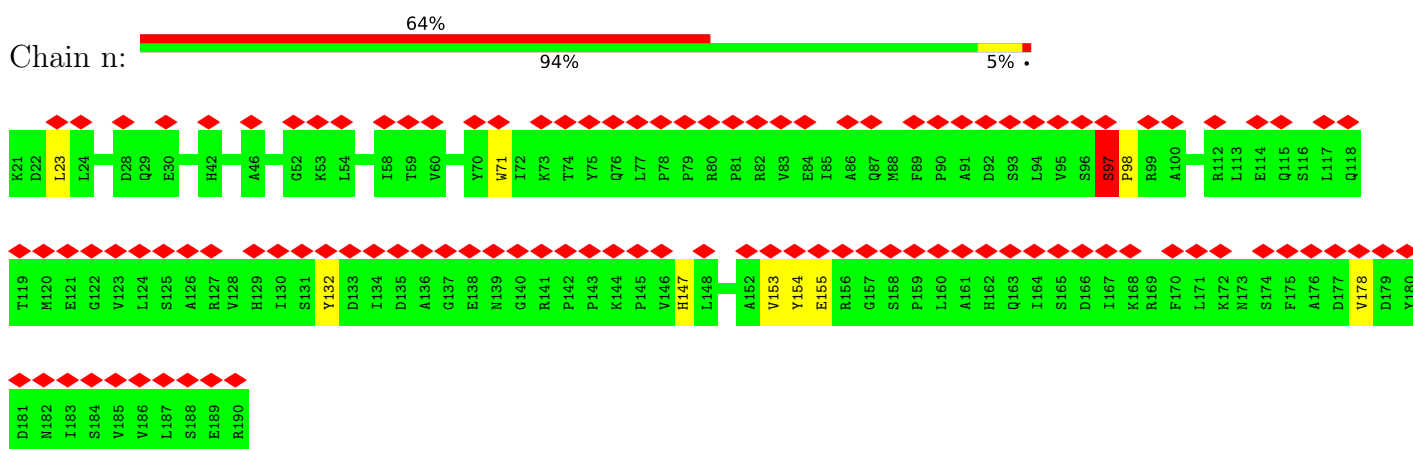 64%
Chain n:
94% 5% •
K21 D22 L23 L24 D28 Q29 E30 H42 A46 G52 K53 L54 I58 T59 V60 Y70 W71 I72 K73 T74 Y75 Q76 L77 P78 P79 R80 P81 R82 V83 E84 I85 A86 Q87 M88 F89 P90 A91 D92 S93 L94 V95 S96 S97 P98 R99 A100 R112 L113 E114 Q115 S116 L117 Q118
T119 M120 E121 G122 V123 L124 S125 A126 R127 V128 H129 I130 S131 Y132 D133 I134 D135 A136 G137 E138 N139 G140 R141 P142 P143 K144 P145 V146 H147 L148 A152 V153 Y154 E155 R156 G157 S158 P159 L160 A161 H162 Q163 I164 S165 D166 I167 K168 R169 F170 L171 K172 N173 S174 F175 A176 D177 V178 D179 Y180
D181 N182 I183 S184 V185 V186 L187 S188 E189 R190